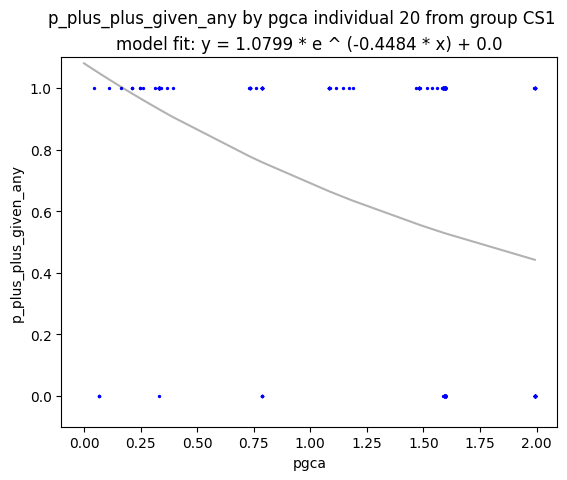 p_plus_plus_given_any by pgca individual 20 from group CS1
model fit: y = 1.0799 * e ^ (-0.4484 * x) + 0.0
1.0
0.8
0.6
0.4
0.2
0.0
p_plus_plus_given_any
0.00 0.25 0.50 0.75 1.00 1.25 1.50 1.75 2.00
pgca